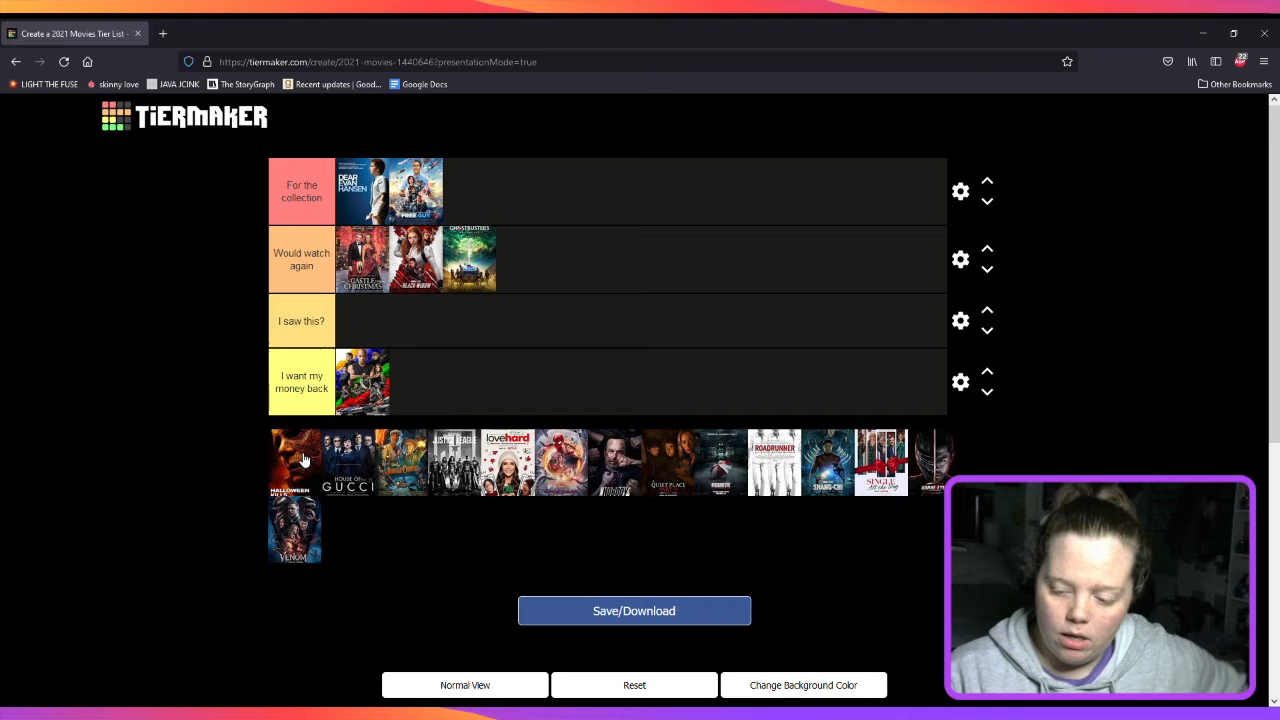 Create a 2021 Movies Tier List -
22
https://tiermaker.com/create/2021-movies-1440646?presentationMode=true
LIGHT THE FUSE
skinny love
JAVA JCINK
The StoryGraph
Recent updates | Good...
Google Docs
Other Bookmarks
TiERMAKER
For the
collection
DEAR
EVAN
HANSEN
FREE GUY
Would watch
again
A CASTLE
CHRISTMAS
BLACK WIDOW
GHOSTBUSTERS
I saw this?
I want my
money back
HALLOWEEN
KILLS
HOUSE OF
GUCCI
JUSTICE LEAGUE
love hard
NOBODY
QUIET PLACE
ROADRUNNER
SHANG-CHI
SINGLE
All the Way
SNAKE EYES
VENOM
Save/Download
Normal View
Reset
Change Background Color